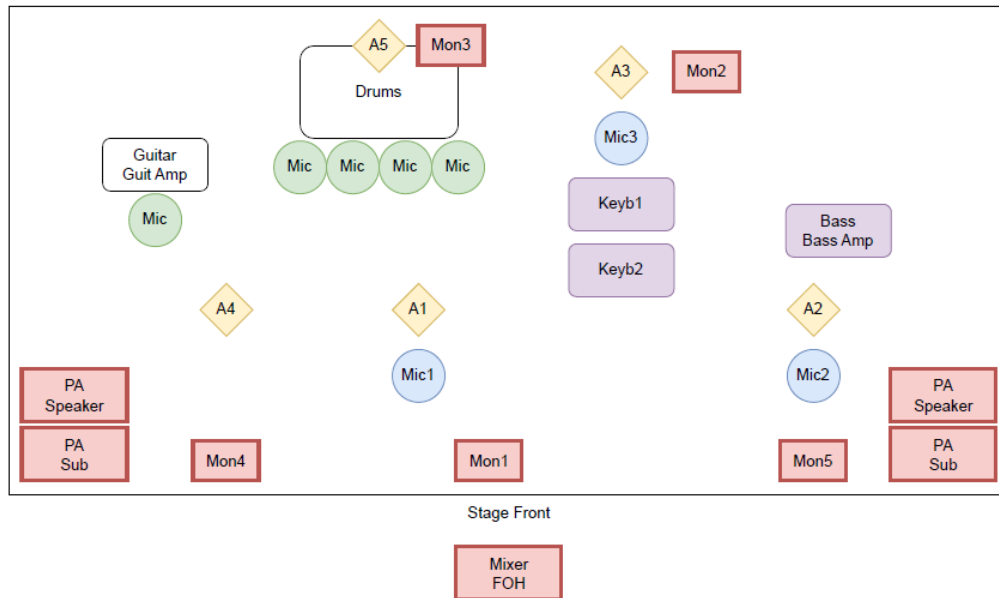 A5
Mon3
A3
Mon2
Drums
Mic3
Mic Mic Mic Mic
Guitar
Guit Amp
Keyb1
Mic
Bass
Bass Amp
Keyb2
A4
A1
A2
Mic1
Mic2
PA
Speaker
PA
Speaker
PA
Sub
Mon4
Mon1
Mon5
PA
Sub
Stage Front
Mixer
FOH